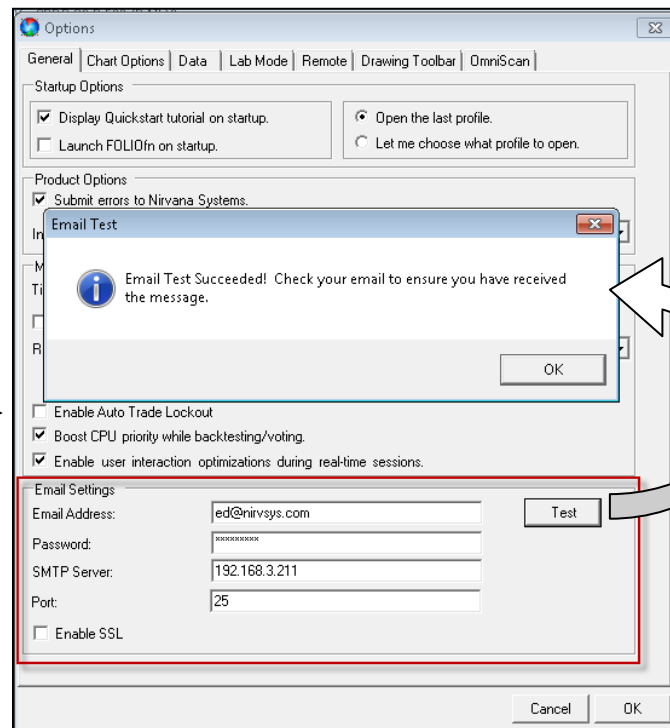 Options
General Chart Options Data Lab Mode Remote Drawing Toolbar OmniScan
Startup Options
Display Quickstart tutorial on startup.
Launch FOLIOfn on startup.
Open the last profile.
Let me choose what profile to open.
Product Options
Submit errors to Nirvana Systems.
Email Test
Email Test Succeeded! Check your email to ensure you have received
the message.
OK
Enable Auto Trade Lockout
Boost CPU priority while backtesting/voting.
Enable user interaction optimizations during real-time sessions.
Email Settings
Email Address: ed@nirvsys.com Test
Password: ×××××××××
SMTP Server: 192.168.3.211
Port: 25
Enable SSL
Cancel OK